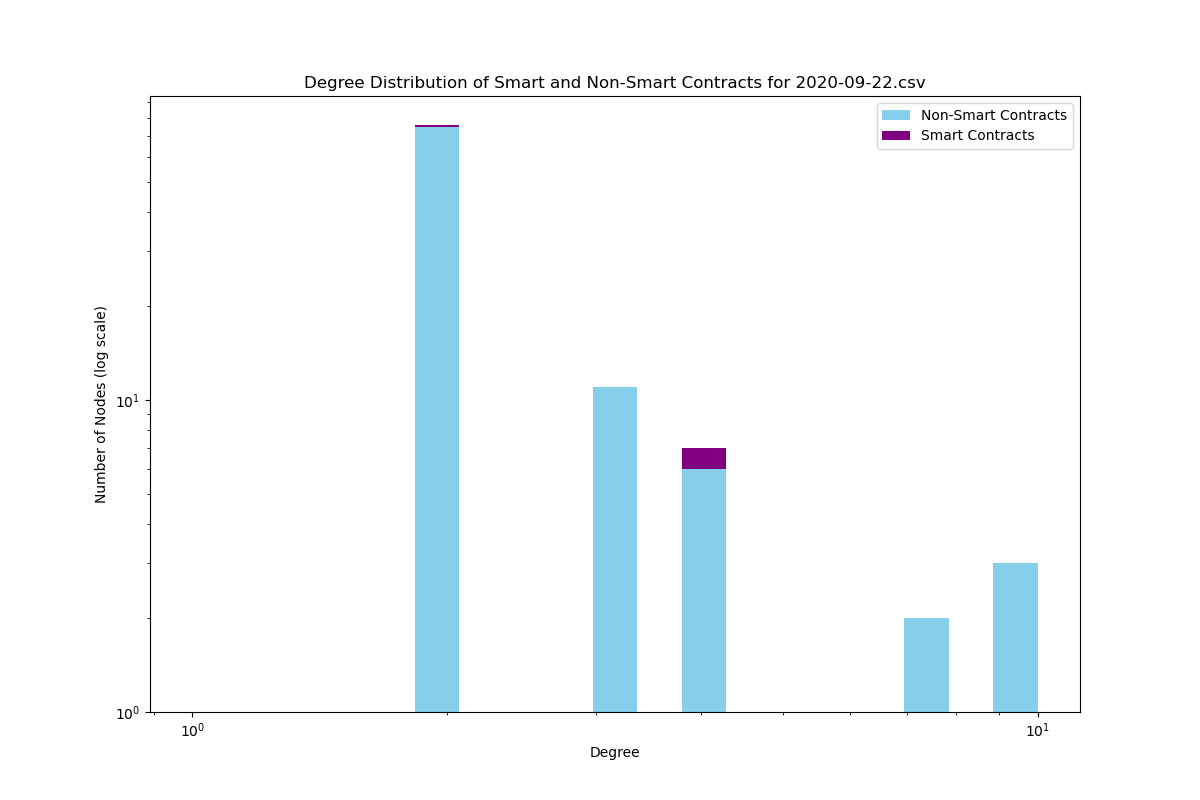 Degree Distribution of Smart and Non-Smart Contracts for 2020-09-22.csv
Non-Smart Contracts
Smart Contracts
Number of Nodes (log scale)
10¹
10⁰
10⁰ 10¹
Degree